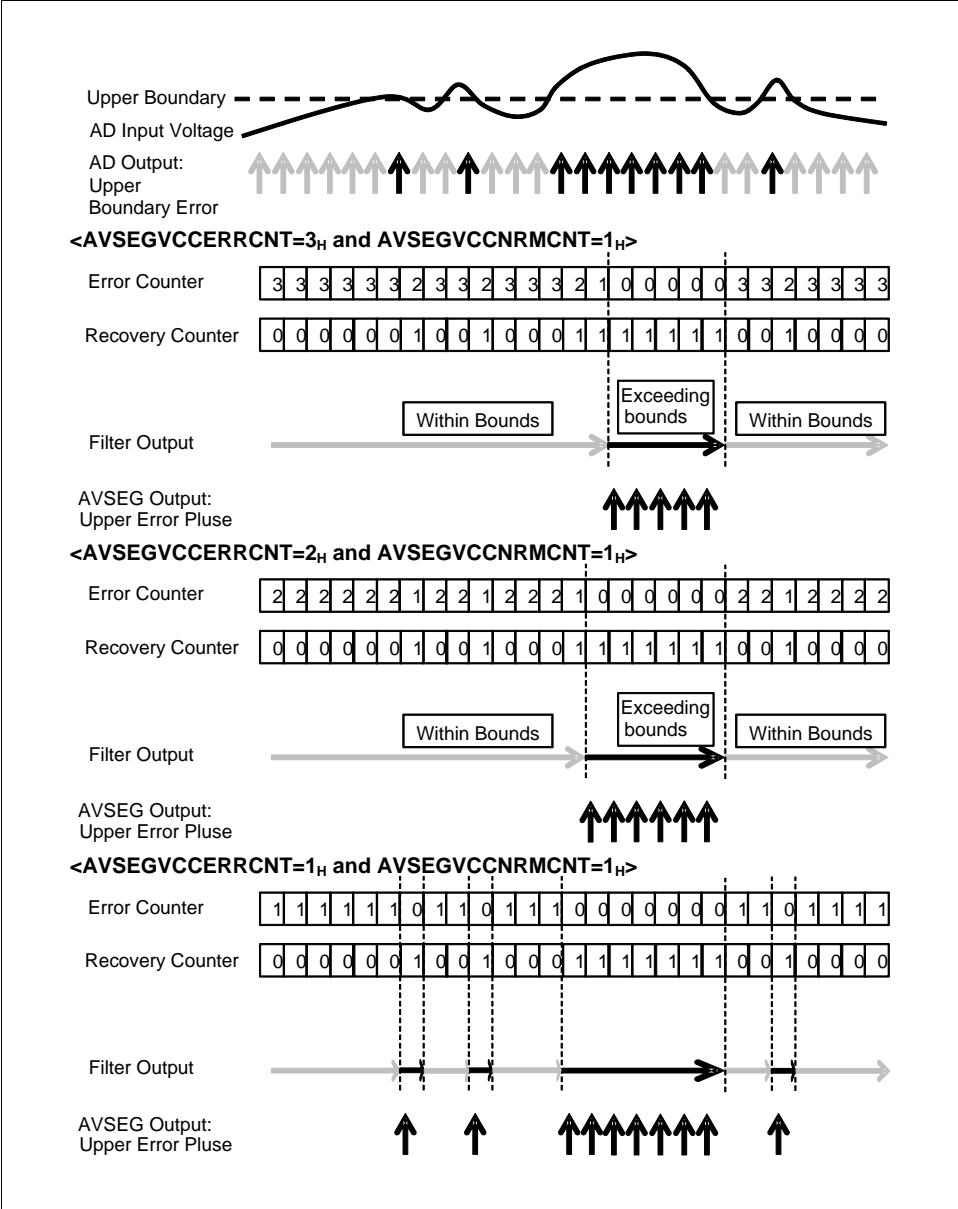 Upper Boundary
AD Input Voltage
AD Output:
Upper
Boundary Error
<AVSEGVCCERRCNT=3H and AVSEGVCCNRMCNT=1H>
Error Counter 3 3 3 3 3 3 2 3 3 2 3 3 3 2 1 0 0 0 0 0 3 3 2 3 3 3 3
Recovery Counter 0 0 0 0 0 0 1 0 0 1 0 0 0 1 1 1 1 1 1 1 0 0 1 0 0 0 0
Exceeding
bounds
Within Bounds
Within Bounds
Filter Output
AVSEG Output:
Upper Error Pluse
<AVSEGVCCERRCNT=2H and AVSEGVCCNRMCNT=1H>
Error Counter 2 2 2 2 2 2 1 2 2 1 2 2 2 1 0 0 0 0 0 0 2 2 1 2 2 2 2
Recovery Counter 0 0 0 0 0 0 1 0 0 1 0 0 0 1 1 1 1 1 1 1 0 0 1 0 0 0 0
Exceeding
bounds
Within Bounds
Within Bounds
Filter Output
AVSEG Output:
Upper Error Pluse
<AVSEGVCCERRCNT=1H and AVSEGVCCNRMCNT=1H>
Error Counter 1 1 1 1 1 1 0 1 1 0 1 1 1 0 0 0 0 0 0 0 1 1 0 1 1 1 1
Recovery Counter 0 0 0 0 0 0 1 0 0 1 0 0 0 1 1 1 1 1 1 1 0 0 1 0 0 0 0
Filter Output
AVSEG Output:
Upper Error Pluse